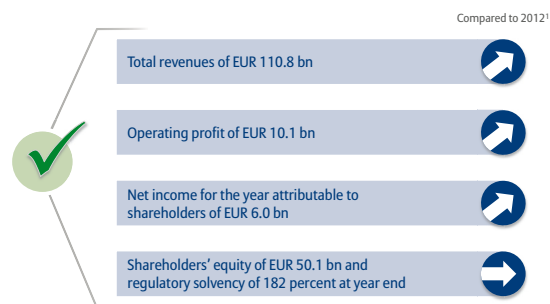 Compared to 2012¹
Total revenues of EUR 110.8 bn
Operating profit of EUR 10.1 bn
Net income for the year attributable to
shareholders of EUR 6.0 bn
Shareholders’ equity of EUR 50.1 bn and
regulatory solvency of 182 percent at year end